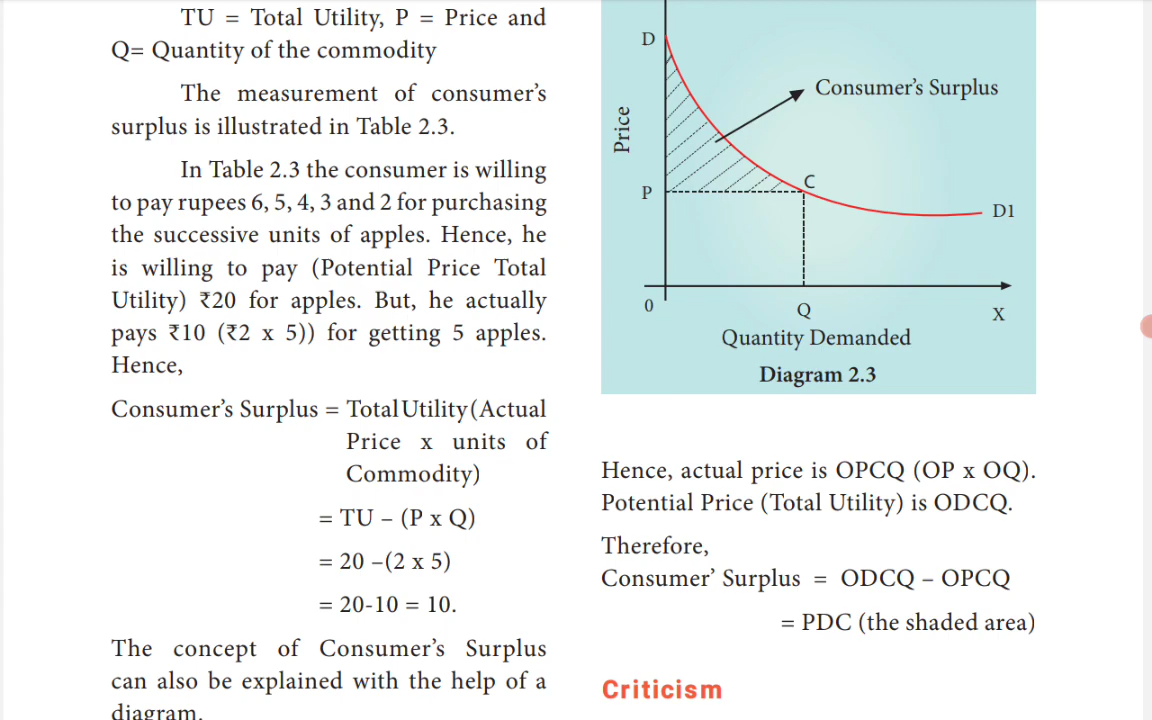 TU = Total Utility, P = Price and
Q= Quantity of the commodity
The measurement of consumer's
surplus is illustrated in Table 2.3.
In Table 2.3 the consumer is willing
to pay rupees 6, 5, 4, 3 and 2 for purchasing
the successive units of apples. Hence, he
is willing to pay (Potential Price Total
Utility) ₹20 for apples. But, he actually
pays ₹10 (₹2 x 5)) for getting 5 apples.
Hence,
Consumer's Surplus = Total Utility (Actual
Price x units of
Commodity)
= TU – (P x Q)
= 20 –(2 x 5)
= 20-10 = 10.
The concept of Consumer's Surplus
can also be explained with the help of a
diagram.
D
Consumer's Surplus
Price
C
P
D1
0
Q
X
Quantity Demanded
Diagram 2.3
Hence, actual price is OPCQ (OP x OQ).
Potential Price (Total Utility) is ODCQ.
Therefore,
Consumer' Surplus = ODCQ – OPCQ
= PDC (the shaded area)
Criticism